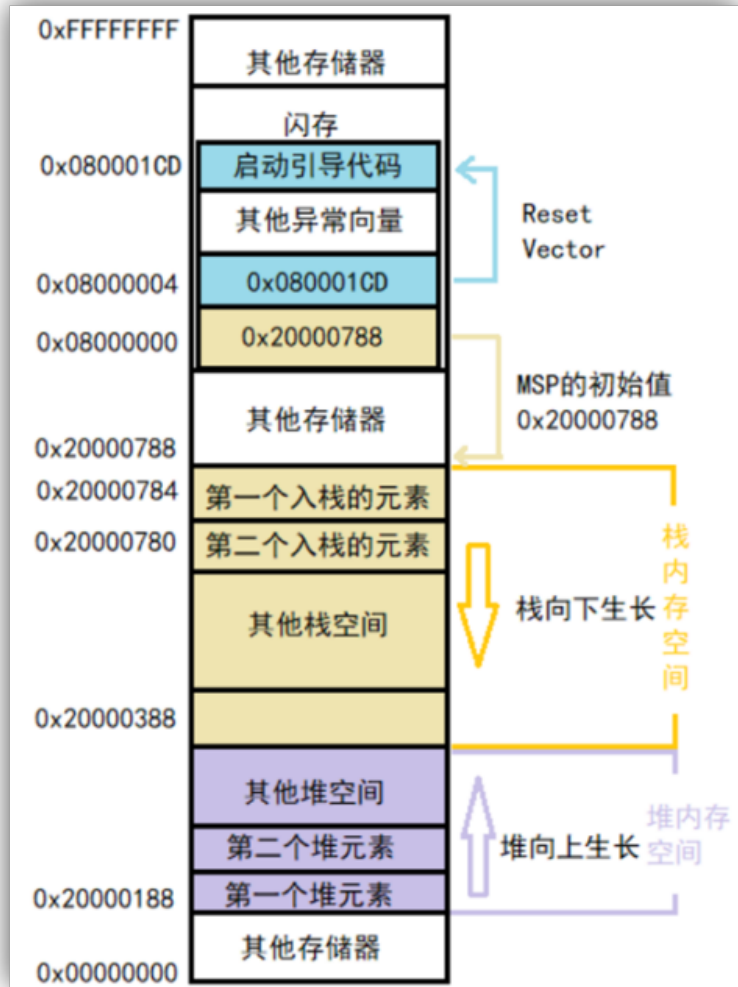 0xFFFFFFFF
其他存储器
闪存
0x080001CD
启动引导代码
其他异常向量
Reset
Vector
0x08000004
0x080001CD
0x08000000
0x20000788
MSP的初始值
0x20000788
其他存储器
0x20000788
0x20000784
第一个入栈的元素
0x20000780
第二个入栈的元素
栈内存空间
其他栈空间
栈向下生长
0x20000388
其他堆空间
第二个堆元素
堆向上生长
堆内存
空间
0x20000188
第一个堆元素
其他存储器
0x00000000